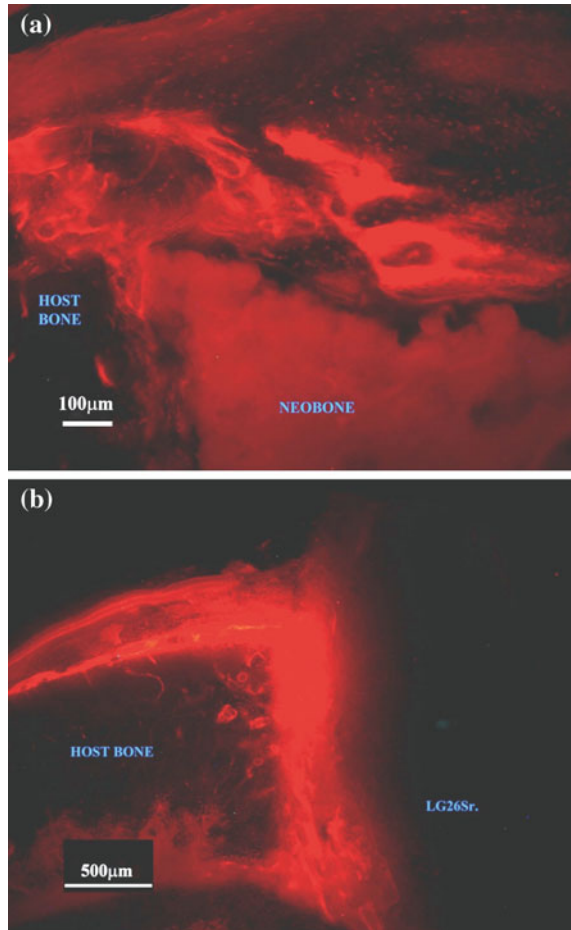 (a)
HOST
BONE
100μm
NEOBONE
(b)
HOST BONE
LG26Sr.
500μm